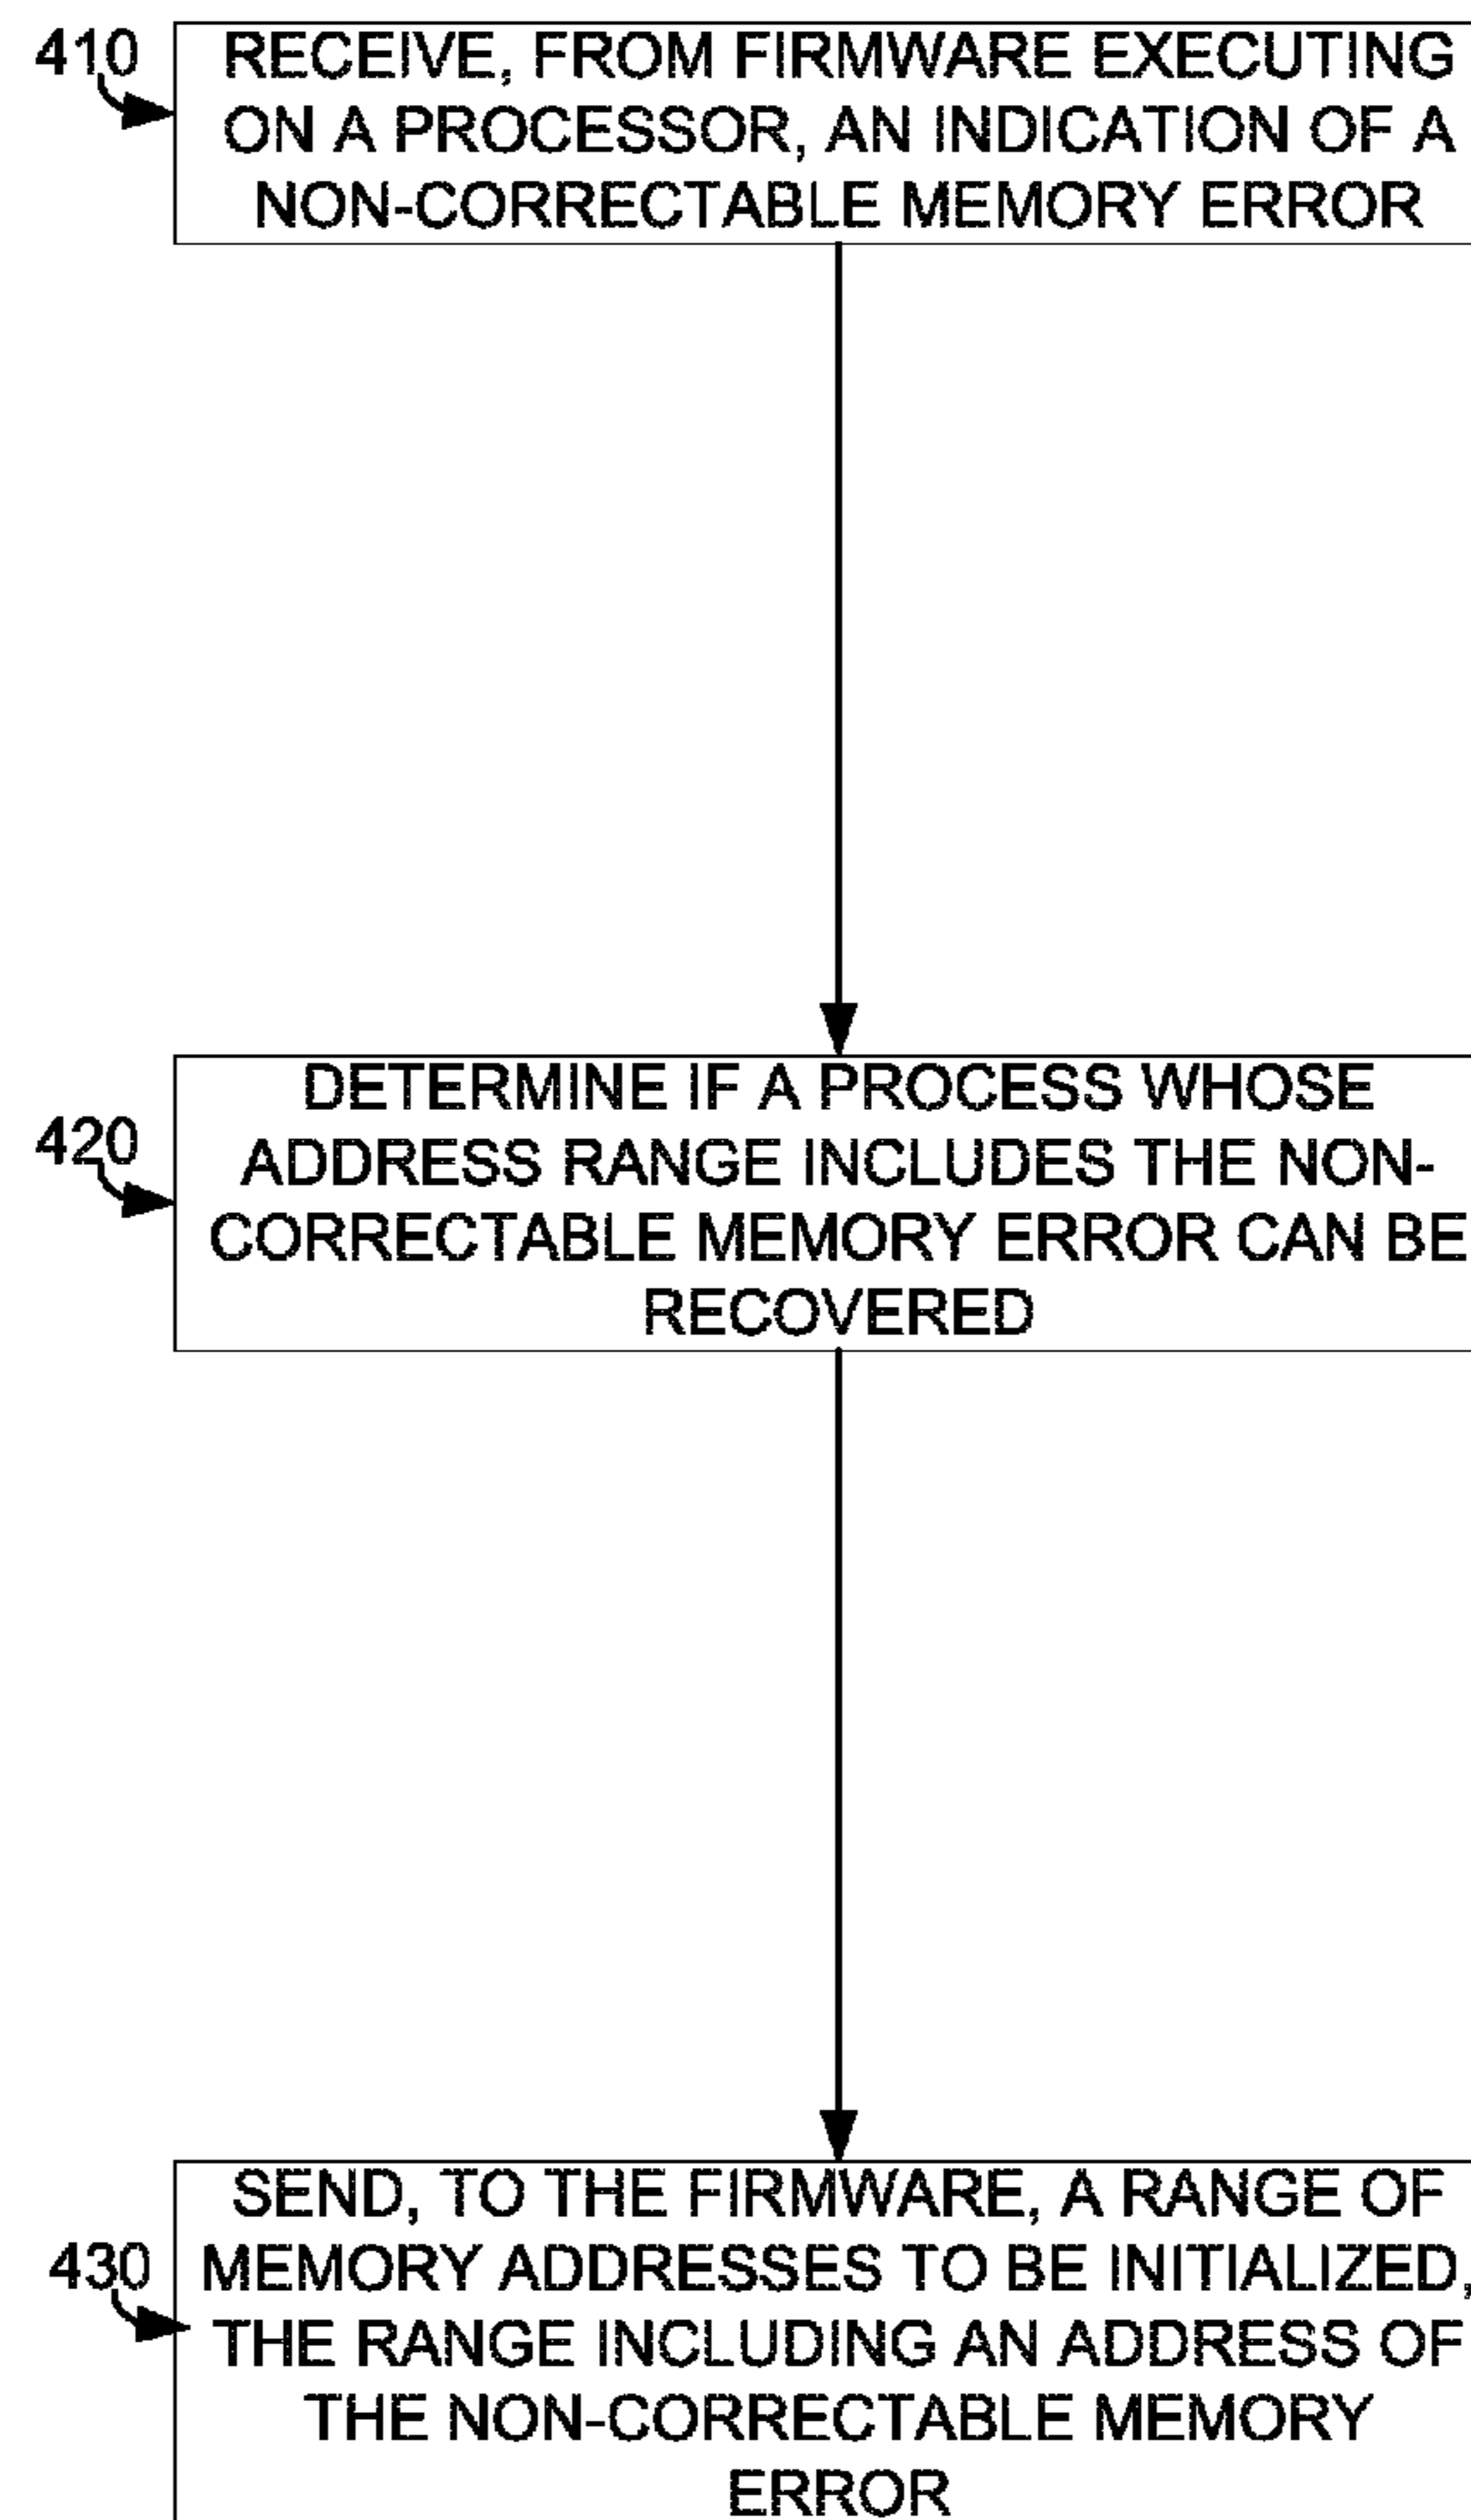 410
RECEIVE, FROM FIRMWARE EXECUTING
ON A PROCESSOR, AN INDICATION OF A
NON-CORRECTABLE MEMORY ERROR
420
DETERMINE IF A PROCESS WHOSE
ADDRESS RANGE INCLUDES THE NON-
CORRECTABLE MEMORY ERROR CAN BE
RECOVERED
430
SEND, TO THE FIRMWARE, A RANGE OF
MEMORY ADDRESSES TO BE INITIALIZED,
THE RANGE INCLUDING AN ADDRESS OF
THE NON-CORRECTABLE MEMORY
ERROR